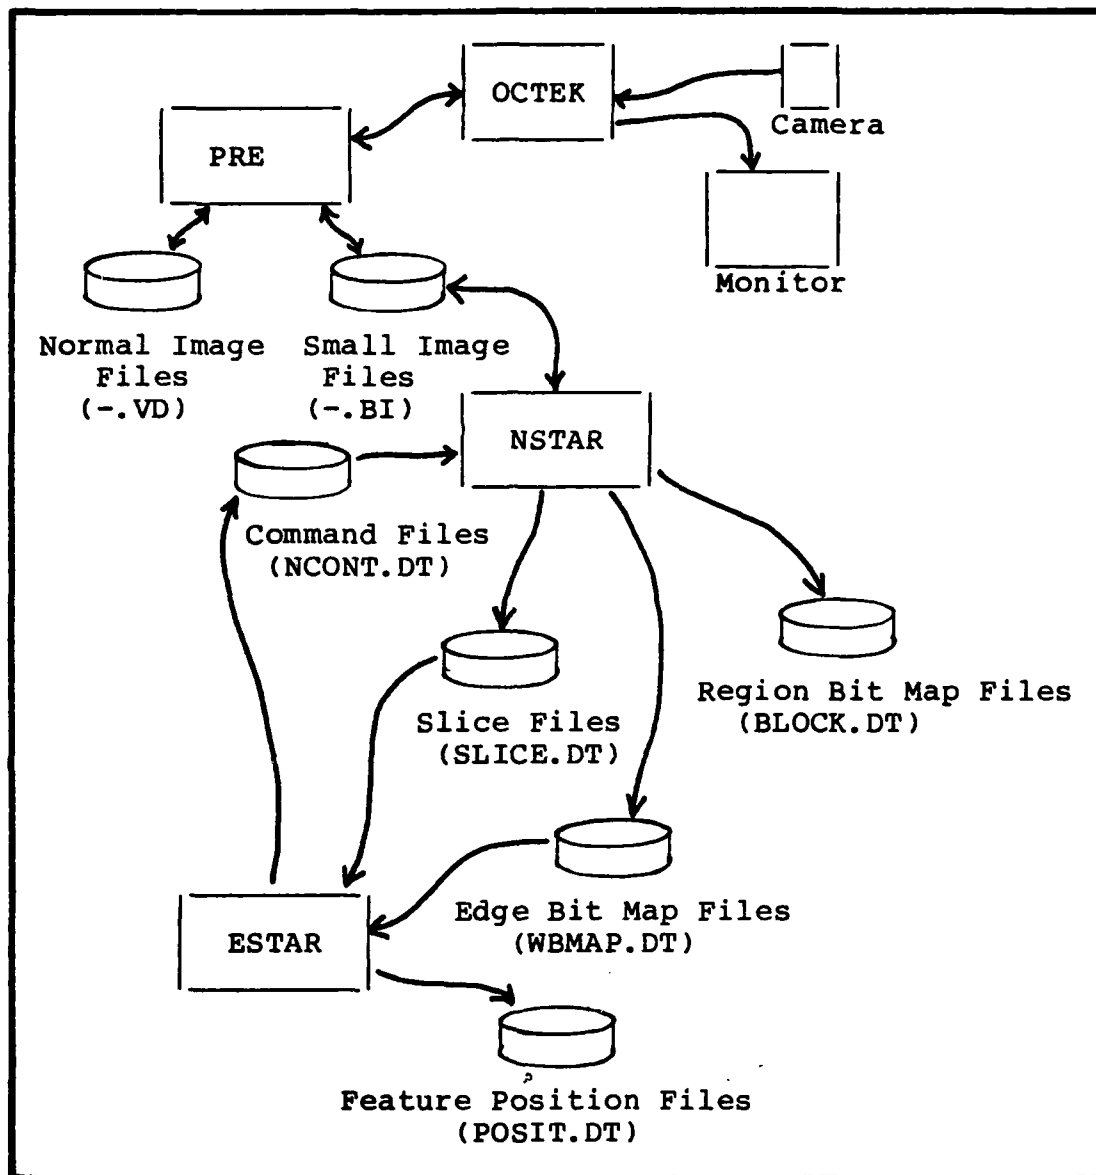 OCTEK
Camera
PRE
Monitor
Normal Image
Files
(-.VD)
Small Image
Files
(-.BI)
NSTAR
Command Files
(NCONT.DT)
Region Bit Map Files
(BLOCK.DT)
Slice Files
(SLICE.DT)
Edge Bit Map Files
(WBMAP.DT)
ESTAR
Feature Position Files
(POSIT.DT)